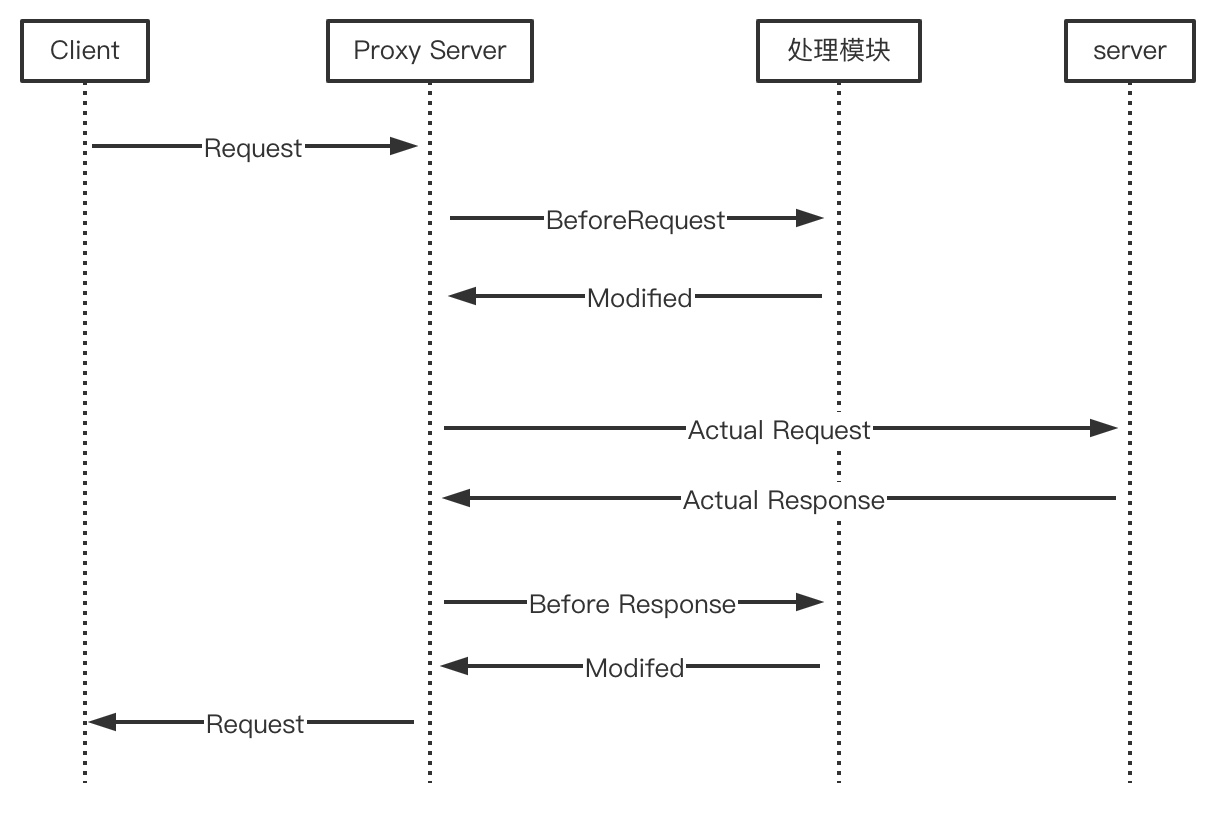 Client
Proxy Server
处理模块
server
Request
BeforeRequest
Modified
Actual Request
Actual Response
Before Response
Modifed
Request